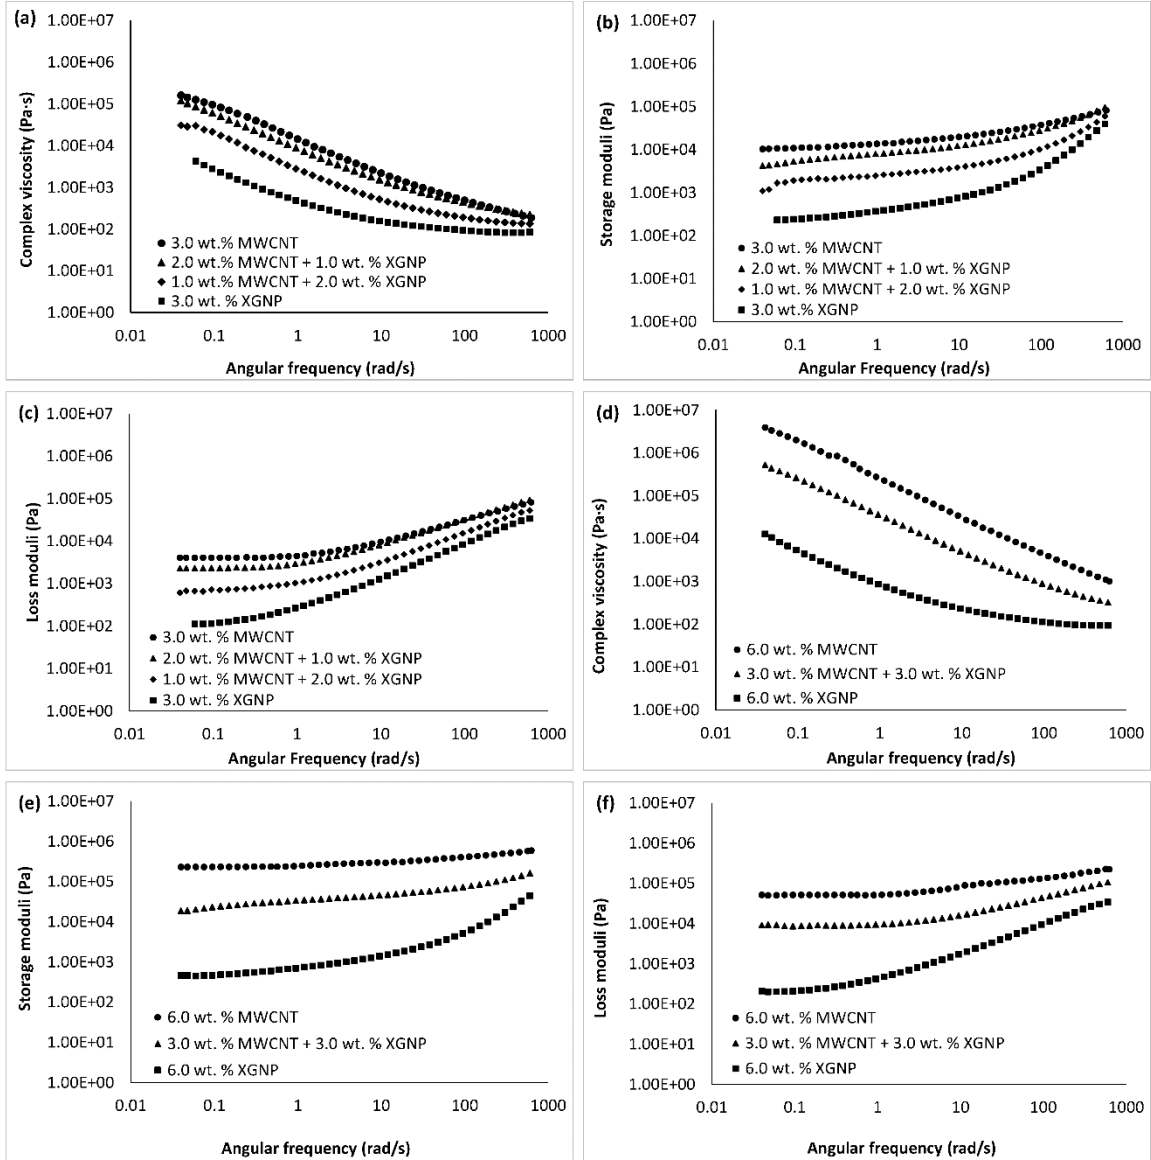 (a)
1.00E+07
1.00E+06
1.00E+05
1.00E+04
1.00E+03
1.00E+02
1.00E+01
1.00E+00
Complex viscosity (Pa·s)
3.0 wt.% MWCNT
2.0 wt.% MWCNT + 1.0 wt. % XGNP
1.0 wt.% MWCNT + 2.0 wt. % XGNP
3.0 wt.% XGNP
0.01 0.1 1 10 100 1000
Angular frequency (rad/s)
(b)
1.00E+07
1.00E+06
1.00E+05
1.00E+04
1.00E+03
1.00E+02
1.00E+01
1.00E+00
Storage moduli (Pa)
3.0 wt.% MWCNT
2.0 wt. % MWCNT + 1.0 wt. % XGNP
1.0 wt. % MWCNT + 2.0 wt. % XGNP
3.0 wt.% XGNP
0.01 0.1 1 10 100 1000
Angular Frequency (rad/s)
(c)
1.00E+07
1.00E+06
1.00E+05
1.00E+04
1.00E+03
1.00E+02
1.00E+01
1.00E+00
Loss moduli (Pa)
3.0 wt. % MWCNT
2.0 wt. % MWCNT + 1.0 wt. % XGNP
1.0 wt. % MWCNT + 2.0 wt. % XGNP
3.0 wt. % XGNP
0.01 0.1 1 10 100 1000
Angular Frequency (rad/s)
(d)
1.00E+07
1.00E+06
1.00E+05
1.00E+04
1.00E+03
1.00E+02
1.00E+01
1.00E+00
Complex viscosity (Pa·s)
6.0 wt. % MWCNT
3.0 wt. % MWCNT + 3.0 wt. % XGNP
6.0 wt. % XGNP
0.01 0.1 1 10 100 1000
Angular frequency (rad/s)
(e)
1.00E+07
1.00E+06
1.00E+05
1.00E+04
1.00E+03
1.00E+02
1.00E+01
1.00E+00
Storage moduli (Pa)
6.0 wt. % MWCNT
3.0 wt. % MWCNT + 3.0 wt. % XGNP
6.0 wt. % XGNP
0.01 0.1 1 10 100 1000
Angular frequency (rad/s)
(f)
1.00E+07
1.00E+06
1.00E+05
1.00E+04
1.00E+03
1.00E+02
1.00E+01
1.00E+00
Loss moduli (Pa)
6.0 wt. % MWCNT
3.0 wt. % MWCNT + 3.0 wt. % XGNP
6.0 wt. % XGNP
0.01 0.1 1 10 100 1000
Angular frequency (rad/s)